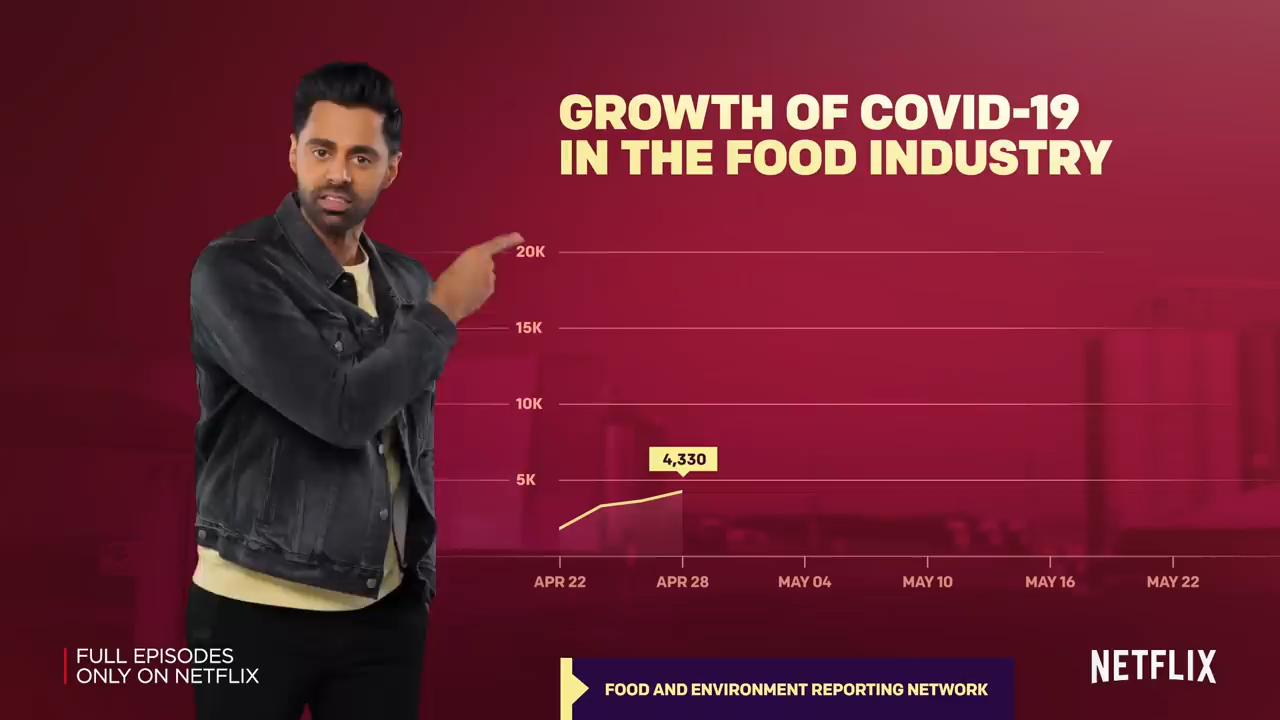 GROWTH OF COVID-19
IN THE FOOD INDUSTRY
20K
15K
10K
5K
4,330
APR 22
APR 28
MAY 04
MAY 10
MAY 16
MAY 22
FULL EPISODES
ONLY ON NETFLIX
FOOD AND ENVIRONMENT REPORTING NETWORK
NETFLIX